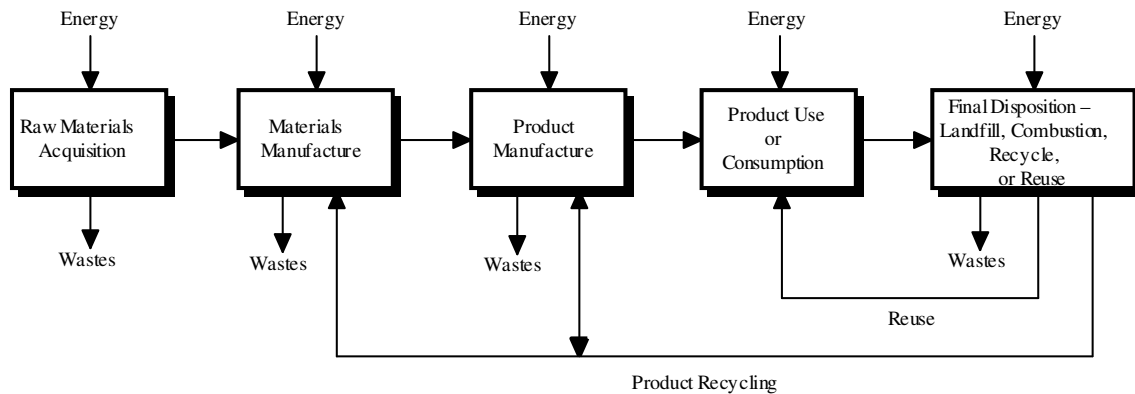 Energy
Energy
Energy
Energy
Energy
Raw Materials
Acquisition
Materials
Manufacture
Product
Manufacture
Product Use
or
Consumption
Final Disposition –
Landfill, Combustion,
Recycle,
or Reuse
Wastes
Wastes
Wastes
Wastes
Reuse
Product Recycling